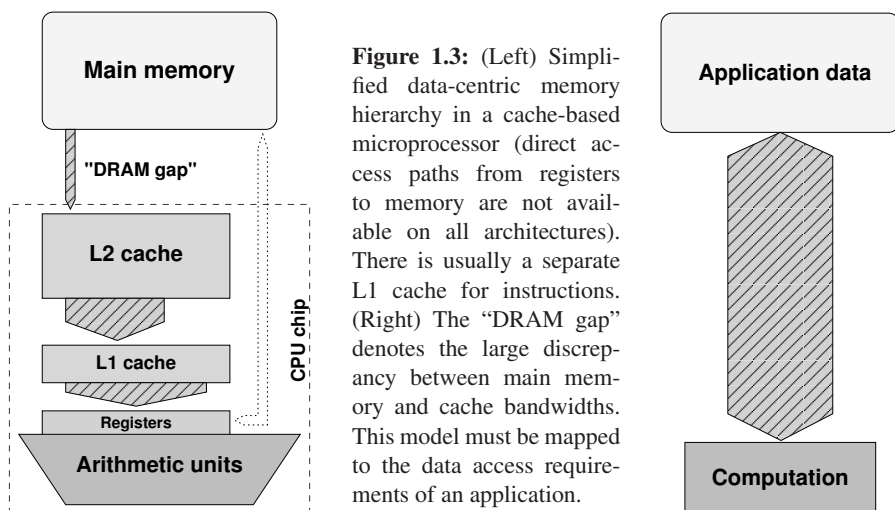 Main memory
"DRAM gap"
L2 cache
L1 cache
Registers
Arithmetic units
CPU chip
Figure 1.3: (Left) Simpli-
fied data-centric memory
hierarchy in a cache-based
microprocessor (direct ac-
cess paths from registers
to memory are not avail-
able on all architectures).
There is usually a separate
L1 cache for instructions.
(Right) The “DRAM gap”
denotes the large discrep-
ancy between main mem-
ory and cache bandwidths.
This model must be mapped
to the data access require-
ments of an application.
Application data
Computation